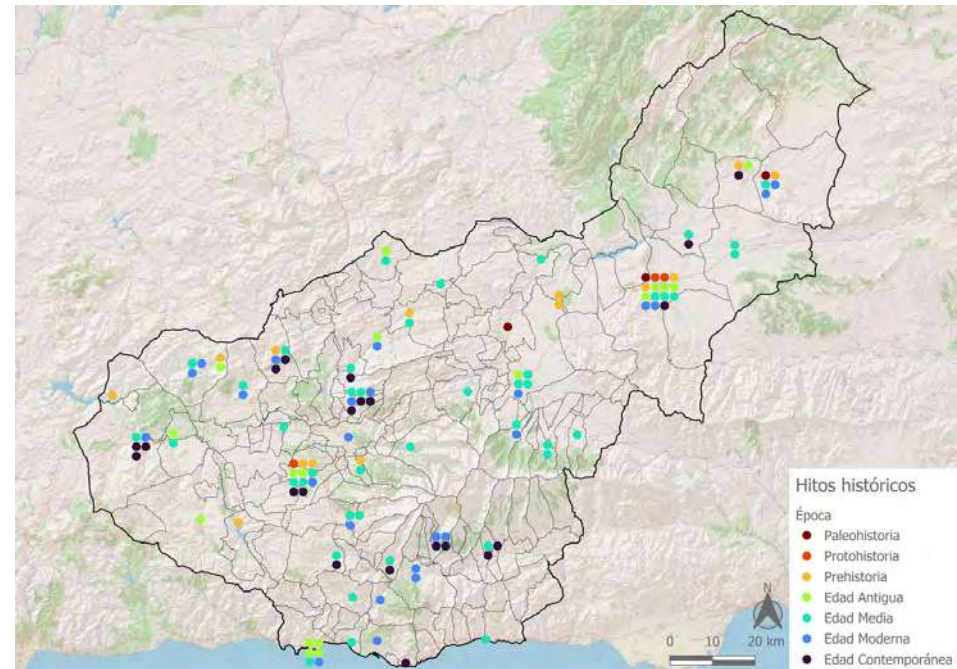 Hitos históricos
Época
Paleohistoria
Protohistoria
Prehistoria
Edad Antigua
Edad Media
Edad Moderna
Edad Contemporánea
N
0 10 20 km